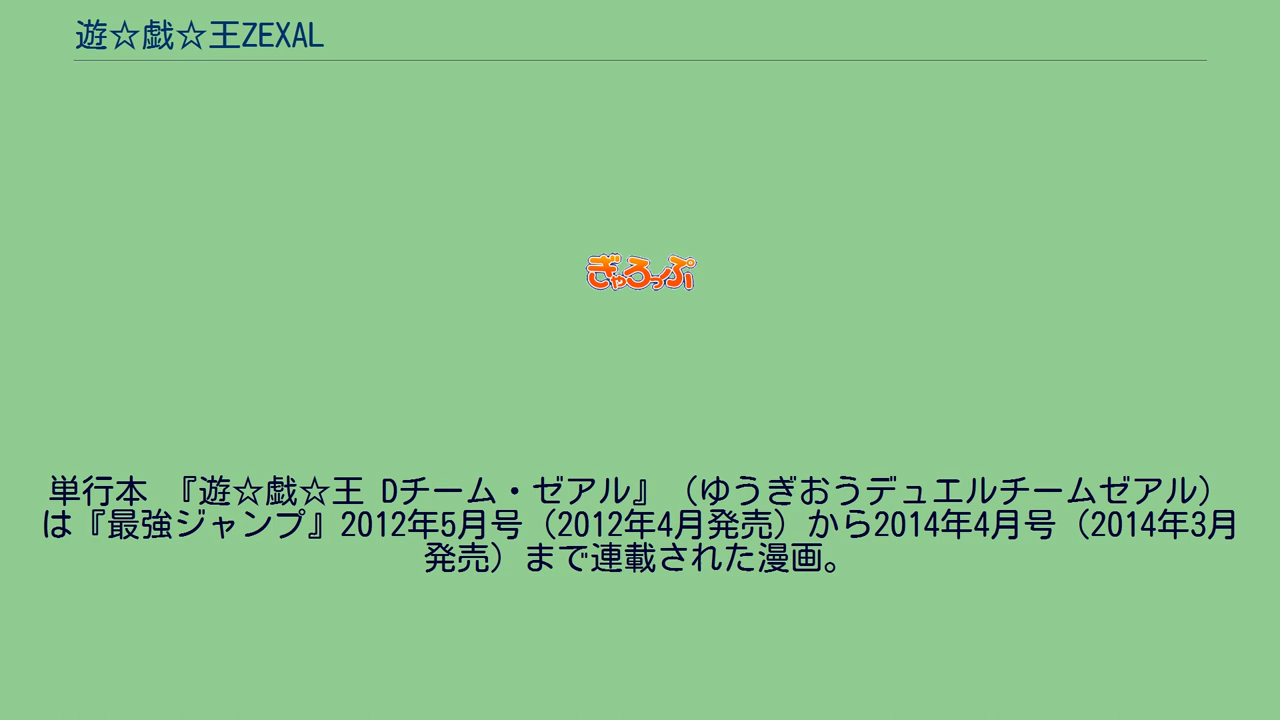 遊☆戯☆王ZEXAL
ぎゃろっぷ
単行本 『遊☆戯☆王 Dチーム・ゼアル』（ゆうぎおうデュエルチームゼアル）
は『最強ジャンプ』2012年5月号（2012年4月発売）から2014年4月号（2014年3月
発売）まで連載された漫画。